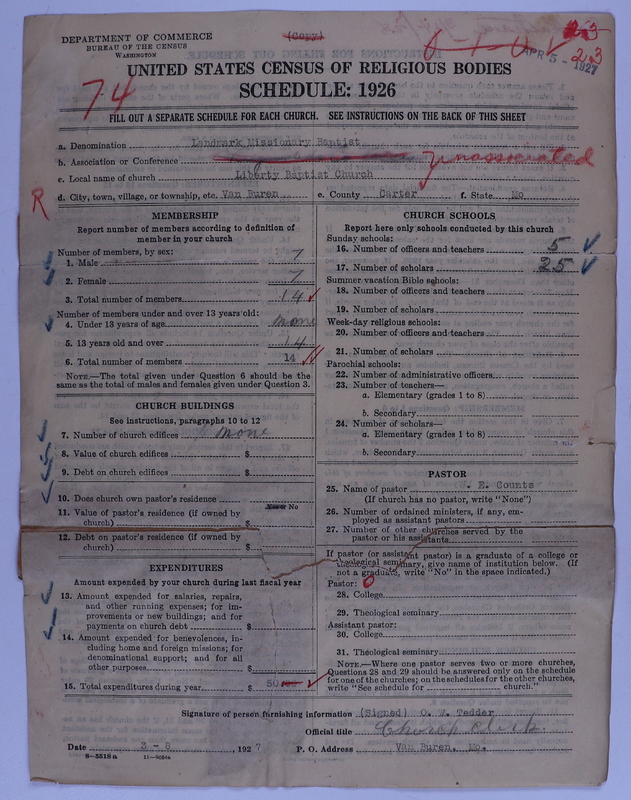 DEPARTMENT OF COMMERCE
BUREAU OF THE CENSUS
WASHINGTON
(Copy)
APR 5 - 1927
23
74
UNITED STATES CENSUS OF RELIGIOUS BODIES
SCHEDULE: 1926
FILL OUT A SEPARATE SCHEDULE FOR EACH CHURCH. SEE INSTRUCTIONS ON THE BACK OF THIS SHEET
a. Denomination Landmark Missionary Baptist
b. Association or Conference unassociated
c. Local name of church Liberty Baptist Church
R
d. City, town, village, or township, etc. Van Buren e. County Carter f. State Mo
MEMBERSHIP
Report number of members according to definition of
member in your church
Number of members, by sex:
1. Male 7
2. Female 7
3. Total number of members 14
Number of members under and over 13 years old:
4. Under 13 years of age none
5. 13 years old and over 14
6. Total number of members 14
NOTE.—The total given under Question 6 should be the
same as the total of males and females given under Question 3.
CHURCH BUILDINGS
See instructions, paragraphs 10 to 12
7. Number of church edifices none
8. Value of church edifices $
9. Debt on church edifices $
10. Does church own pastor's residence
Yes or No
11. Value of pastor's residence (if owned by
church) $
12. Debt on pastor's residence (if owned by
church) $
EXPENDITURES
Amount expended by your church during last fiscal year
13. Amount expended for salaries, repairs,
and other running expenses; for im-
provements or new buildings; and for
payments on church debt $
14. Amount expended for benevolences, in-
cluding home and foreign missions; for
denominational support; and for all
other purposes $
15. Total expenditures during year $ 50
CHURCH SCHOOLS
Report here only schools conducted by this church
Sunday schools:
16. Number of officers and teachers 5
17. Number of scholars 25
Summer vacation Bible schools:
18. Number of officers and teachers
19. Number of scholars
Week-day religious schools:
20. Number of officers and teachers
21. Number of scholars
Parochial schools:
22. Number of administrative officers
23. Number of teachers—
a. Elementary (grades 1 to 8)
b. Secondary
24. Number of scholars—
a. Elementary (grades 1 to 8)
b. Secondary
PASTOR
25. Name of pastor E. Counts
(If church has no pastor, write "None")
26. Number of ordained ministers, if any, em-
ployed as assistant pastors
27. Number of other churches served by the
pastor or his assistants
If pastor (or assistant pastor) is a graduate of a college or
theological seminary, give name of institution below. (If
not a graduate, write "No" in the space indicated.)
Pastor: 0
28. College
29. Theological seminary
Assistant pastor:
30. College
31. Theological seminary
NOTE.—Where one pastor serves two or more churches,
Questions 28 and 29 should be answered only on the schedule
for one of the churches; on the schedules for the other churches,
write "See schedule for church."
Signature of person furnishing information (Signed) O. W. Tedder
Official title Church Clerk
Date 3-8, 1927 P. O. Address Van Buren, Mo.
8-5518a 11-9054a